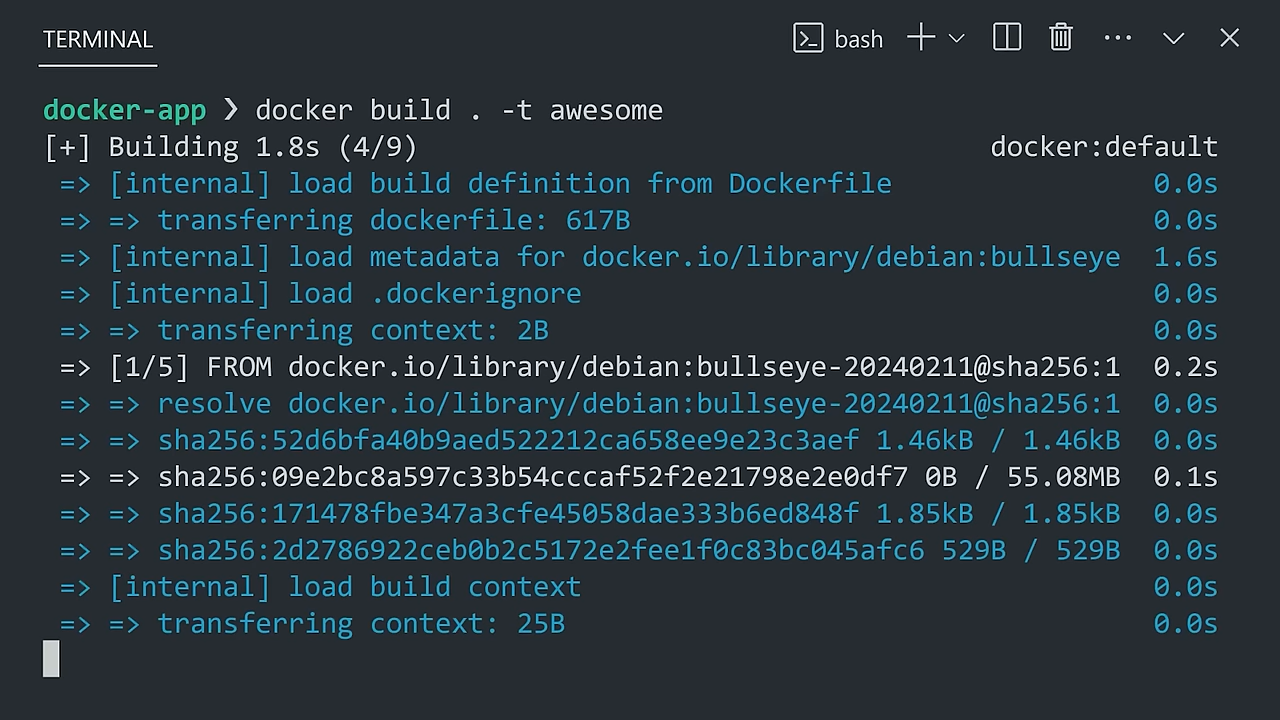 TERMINAL
bash
docker-app ❯ docker build . -t awesome
[+] Building 1.8s (4/9) docker:default
=> [internal] load build definition from Dockerfile 0.0s
=> => transferring dockerfile: 617B 0.0s
=> [internal] load metadata for docker.io/library/debian:bullseye 1.6s
=> [internal] load .dockerignore 0.0s
=> => transferring context: 2B 0.0s
=> [1/5] FROM docker.io/library/debian:bullseye-20240211@sha256:1 0.2s
=> => resolve docker.io/library/debian:bullseye-20240211@sha256:1 0.0s
=> => sha256:52d6bfa40b9aed522212ca658ee9e23c3aef 1.46kB / 1.46kB 0.0s
=> => sha256:09e2bc8a597c33b54cccaf52f2e21798e2e0df7 0B / 55.08MB 0.1s
=> => sha256:171478fbe347a3cfe45058dae333b6ed848f 1.85kB / 1.85kB 0.0s
=> => sha256:2d2786922ceb0b2c5172e2fee1f0c83bc045afc6 529B / 529B 0.0s
=> [internal] load build context 0.0s
=> => transferring context: 25B 0.0s